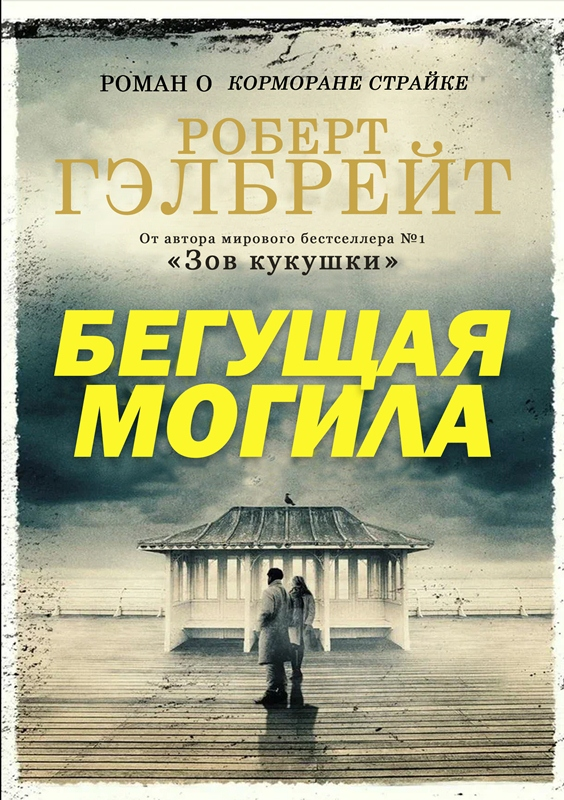 РОМАН О КОРМОРАНЕ СТРАЙКЕ
РОБЕРТ
ГЭЛБРЕЙТ
От автора мирового бестселлера №1
«Зов кукушки»
БЕГУЩАЯ
МОГИЛА